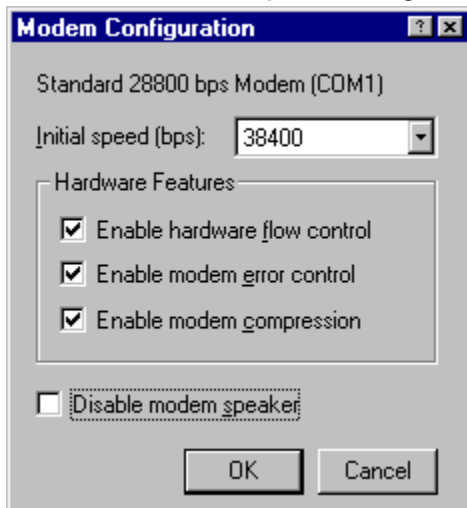 Modem Configuration
Standard 28800 bps Modem (COM1)
Initial speed (bps): 38400
Hardware Features
Enable hardware flow control
Enable modem error control
Enable modem compression
Disable modem speaker
OK Cancel